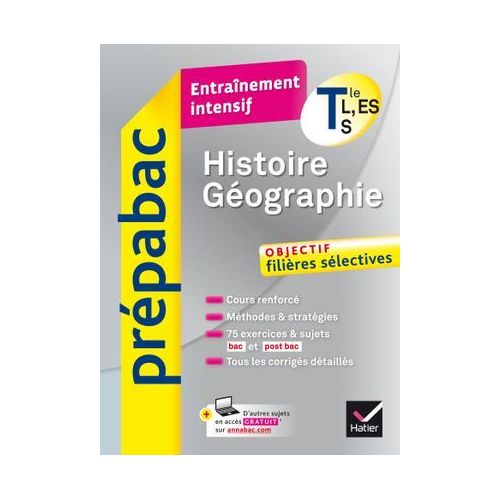 prépabac
Entraînement
intensif
Tle
L, ES
S
Histoire
Géographie
OBJECTIF
filières sélectives
Cours renforcé
Méthodes & stratégies
75 exercices & sujets
bac et post bac
Tous les corrigés détaillés
+
D'autres sujets
en accès GRATUIT*
sur annabac.com
Hatier